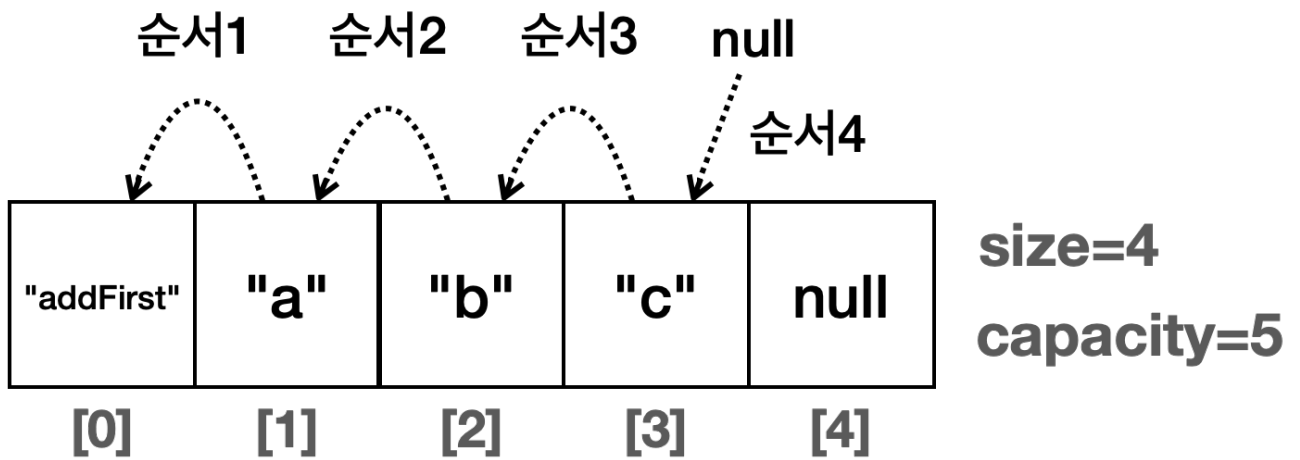 순서1 순서2 순서3 null
순서4
"addFirst" "a" "b" "c" null
size=4
capacity=5
[0] [1] [2] [3] [4]